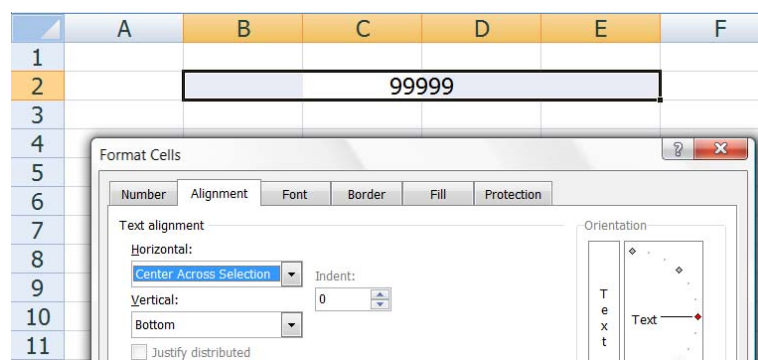 A B C D E F
1
2 99999
3
4
Format Cells
5
6
Number Alignment Font Border Fill Protection
7
Text alignment Orientation
8
Horizontal:
9
Center Across Selection Indent:
Vertical: 0
10
Bottom
Text
Text
11
Justify distributed